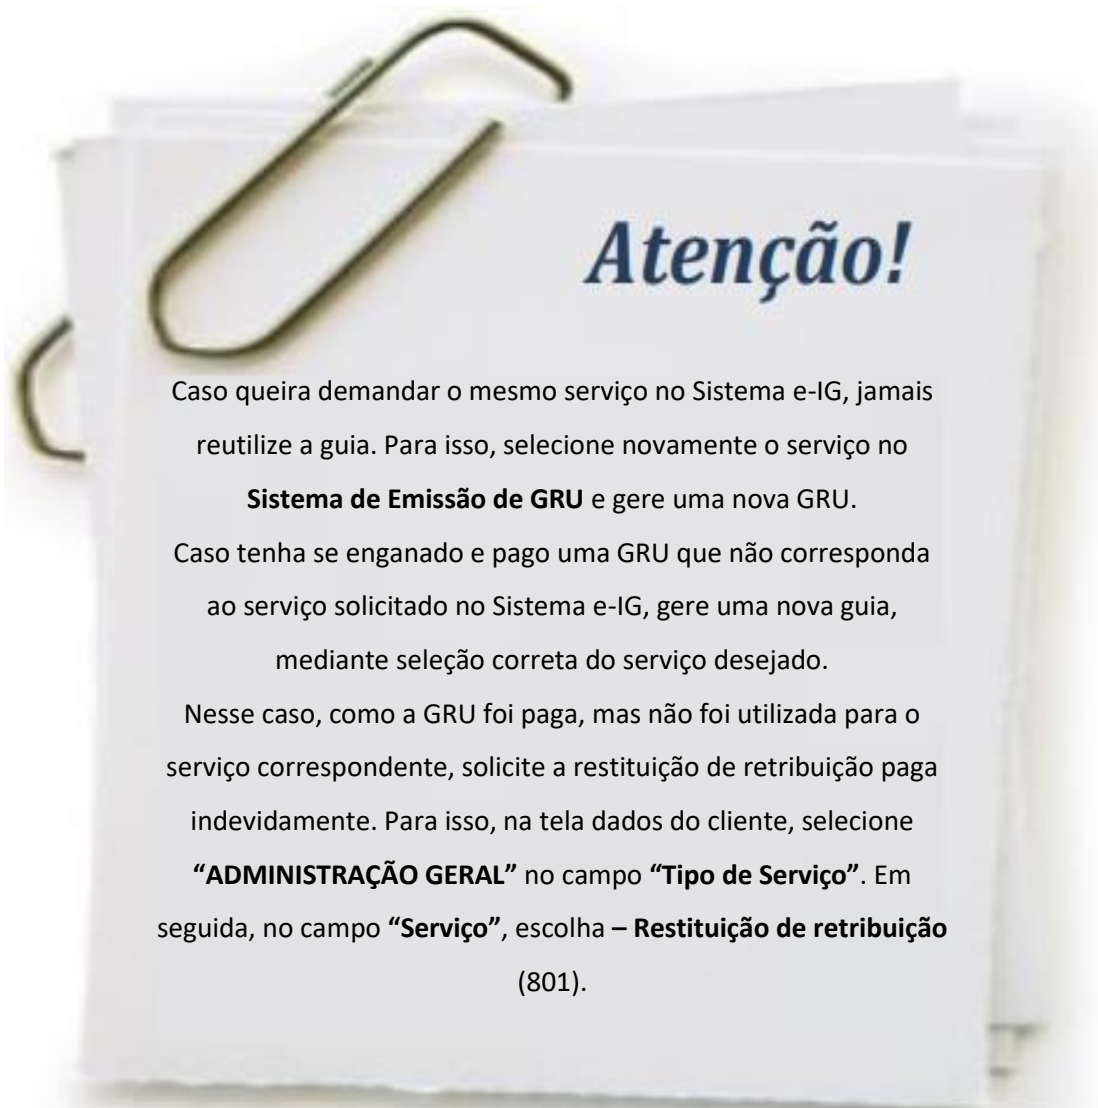 Atenção!
Caso queira demandar o mesmo serviço no Sistema e-IG, jamais
reutilize a guia. Para isso, selecione novamente o serviço no
Sistema de Emissão de GRU e gere uma nova GRU.
Caso tenha se enganado e pago uma GRU que não corresponda
ao serviço solicitado no Sistema e-IG, gere uma nova guia,
mediante seleção correta do serviço desejado.
Nesse caso, como a GRU foi paga, mas não foi utilizada para o
serviço correspondente, solicite a restituição de retribuição paga
indevidamente. Para isso, na tela dados do cliente, selecione
“ADMINISTRAÇÃO GERAL” no campo “Tipo de Serviço”. Em
seguida, no campo “Serviço”, escolha – Restituição de retribuição
(801).